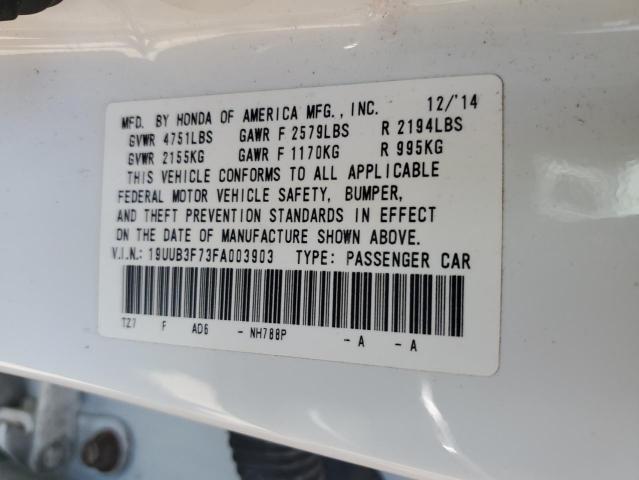 MFD. BY HONDA OF AMERICA MFG., INC. 12/'14
GVWR 4751LBS GAWR F 2579LBS R 2194LBS
GVWR 2155KG GAWR F 1170KG R 995KG
THIS VEHICLE CONFORMS TO ALL APPLICABLE
FEDERAL MOTOR VEHICLE SAFETY, BUMPER,
AND THEFT PREVENTION STANDARDS IN EFFECT
ON THE DATE OF MANUFACTURE SHOWN ABOVE.
V.I.N.: 19UUB3F73FA003903 TYPE: PASSENGER CAR
TZ7 F AD6 - NH788P - A - A